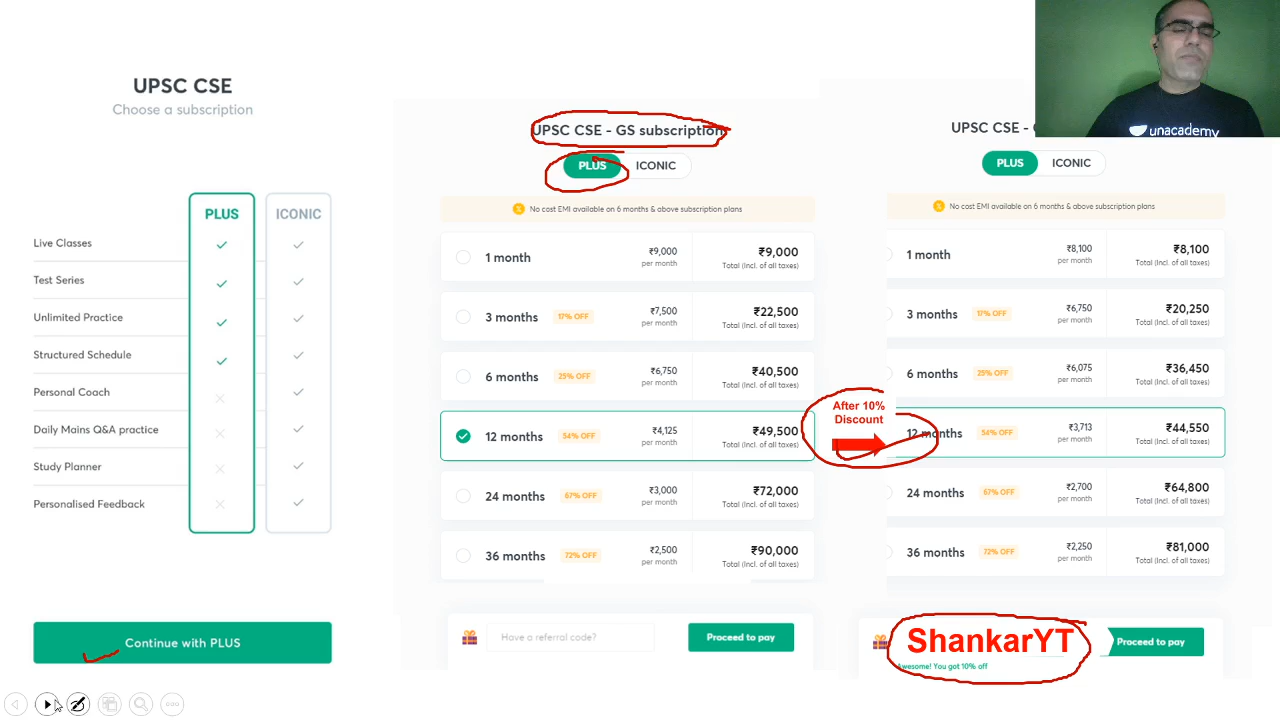 UPSC CSE
Choose a subscription
PLUS
ICONIC
Live Classes
Test Series
Unlimited Practice
Structured Schedule
Personal Coach
Daily Mains Q&A practice
Study Planner
Personalised Feedback
Continue with PLUS
UPSC CSE - GS subscription
PLUS
ICONIC
No cost EMI available on 6 months & above subscription plans
1 month
₹9,000
per month
₹9,000
Total (Incl. of all taxes)
3 months
17% OFF
₹7,500
per month
₹22,500
Total (Incl. of all taxes)
6 months
25% OFF
₹6,750
per month
₹40,500
Total (Incl. of all taxes)
12 months
54% OFF
₹4,125
per month
₹49,500
Total (Incl. of all taxes)
24 months
67% OFF
₹3,000
per month
₹72,000
Total (Incl. of all taxes)
36 months
72% OFF
₹2,500
per month
₹90,000
Total (Incl. of all taxes)
Have a referral code?
Proceed to pay
After 10%
Discount
UPSC CSE -
PLUS
ICONIC
No cost EMI available on 6 months & above subscription plans
1 month
₹8,100
per month
₹8,100
Total (Incl. of all taxes)
3 months
17% OFF
₹6,750
per month
₹20,250
Total (Incl. of all taxes)
6 months
25% OFF
₹6,075
per month
₹36,450
Total (Incl. of all taxes)
12 months
54% OFF
₹3,713
per month
₹44,550
Total (Incl. of all taxes)
24 months
67% OFF
₹2,700
per month
₹64,800
Total (Incl. of all taxes)
36 months
72% OFF
₹2,250
per month
₹81,000
Total (Incl. of all taxes)
ShankarYT
Awesome! You got 10% off
Proceed to pay
unacademy